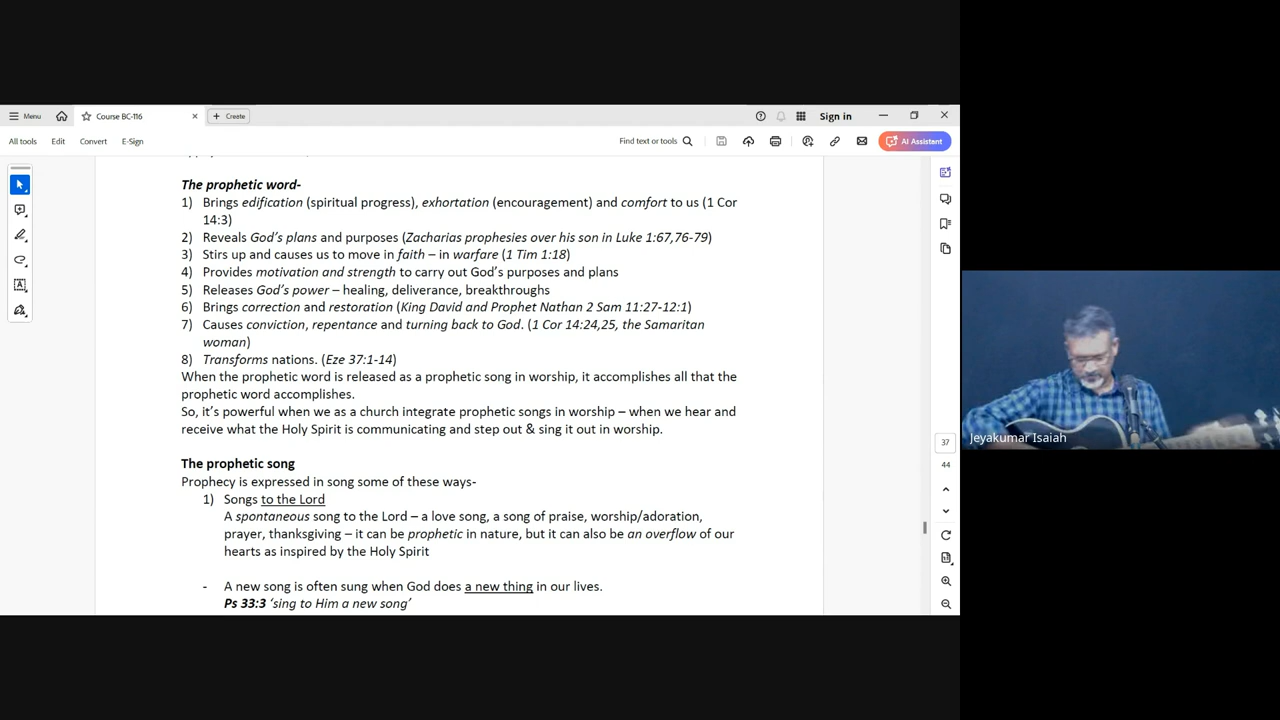 Menu
Course BC-116
Create
Sign in
All tools
Edit
Convert
E-Sign
Find text or tools
AI Assistant
The prophetic word-
1) Brings edification (spiritual progress), exhortation (encouragement) and comfort to us (1 Cor
14:3)
2) Reveals God's plans and purposes (Zacharias prophesies over his son in Luke 1:67,76-79)
3) Stirs up and causes us to move in faith – in warfare (1 Tim 1:18)
4) Provides motivation and strength to carry out God's purposes and plans
5) Releases God's power – healing, deliverance, breakthroughs
6) Brings correction and restoration (King David and Prophet Nathan 2 Sam 11:27-12:1)
7) Causes conviction, repentance and turning back to God. (1 Cor 14:24,25, the Samaritan
woman)
8) Transforms nations. (Eze 37:1-14)
When the prophetic word is released as a prophetic song in worship, it accomplishes all that the
prophetic word accomplishes.
So, it's powerful when we as a church integrate prophetic songs in worship – when we hear and
receive what the Holy Spirit is communicating and step out & sing it out in worship.
The prophetic song
Prophecy is expressed in song some of these ways-
1) Songs to the Lord
A spontaneous song to the Lord – a love song, a song of praise, worship/adoration,
prayer, thanksgiving – it can be prophetic in nature, but it can also be an overflow of our
hearts as inspired by the Holy Spirit
- A new song is often sung when God does a new thing in our lives.
Ps 33:3 'sing to Him a new song'
37
44
Jeyakumar Isaiah